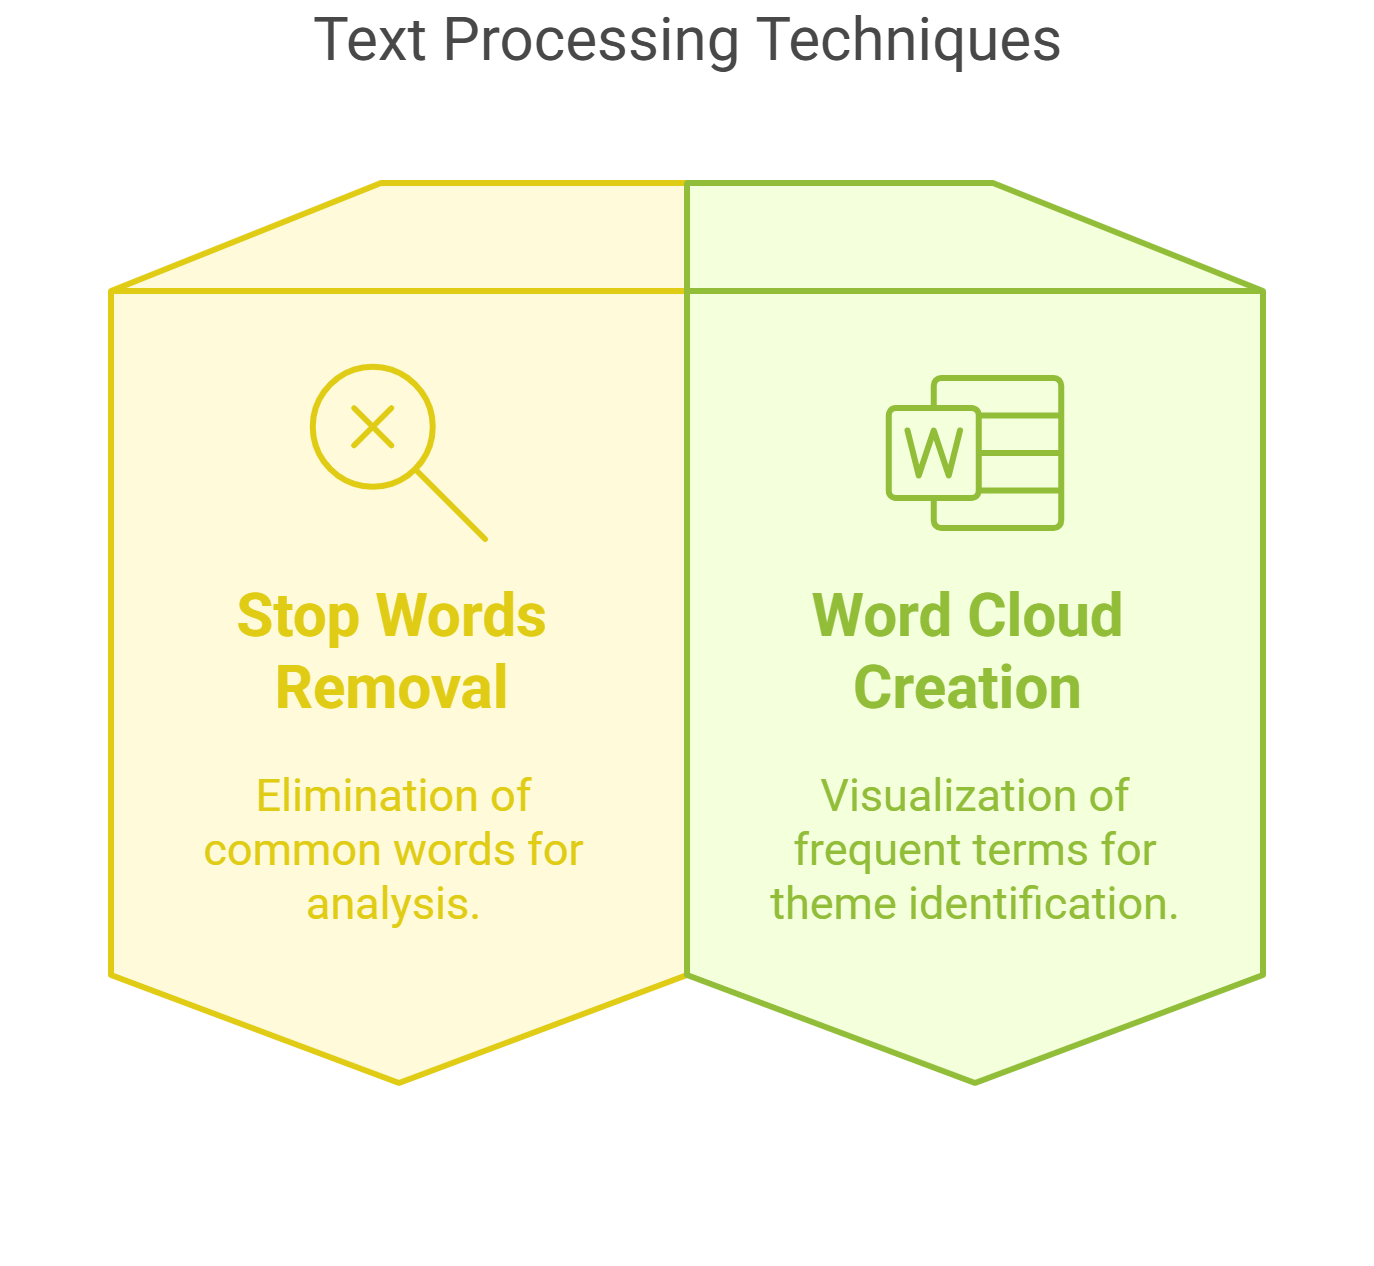 Text Processing Techniques
W
Stop Words
Removal
Elimination of
common words for
analysis.
Word Cloud
Creation
Visualization of
frequent terms for
theme identification.